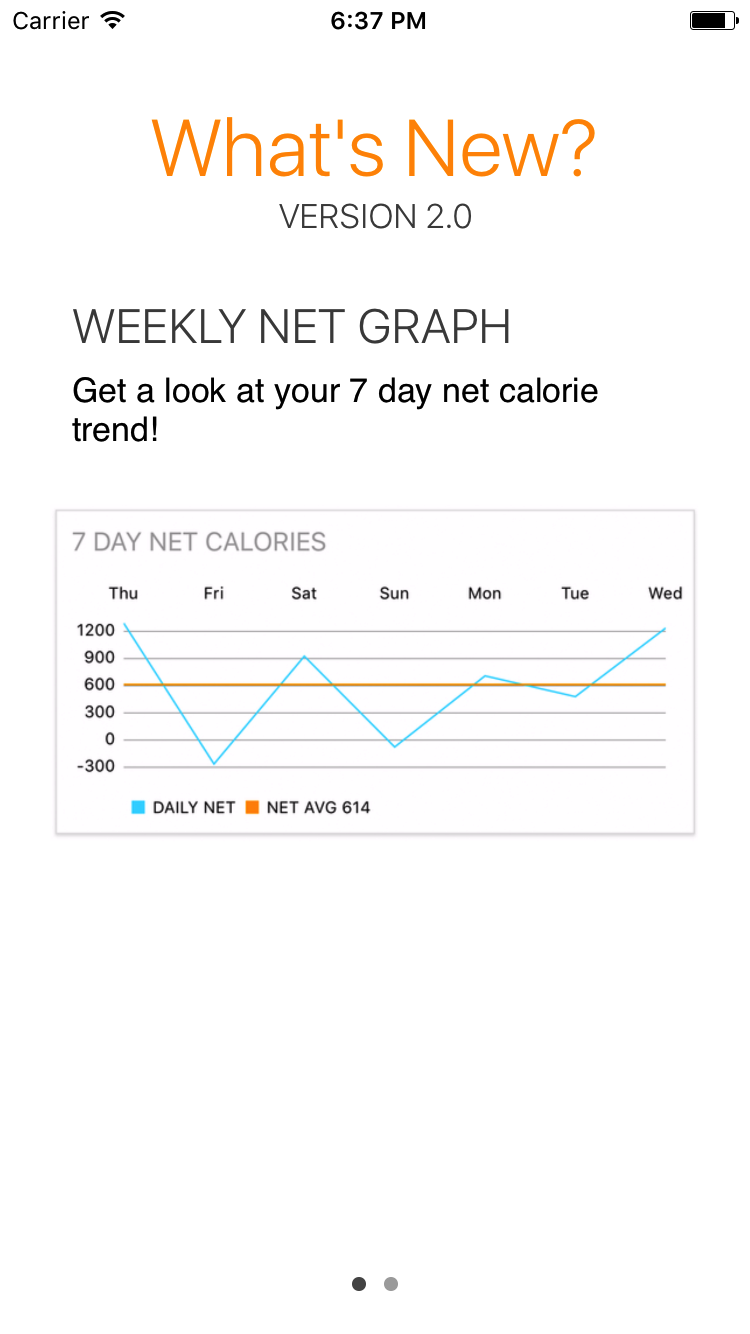 Carrier 6:37 PM
What's New?
VERSION 2.0
WEEKLY NET GRAPH
Get a look at your 7 day net calorie
trend!
7 DAY NET CALORIES
Thu Fri Sat Sun Mon Tue Wed
1200
900
600
300
0
-300
DAILY NET NET AVG 614